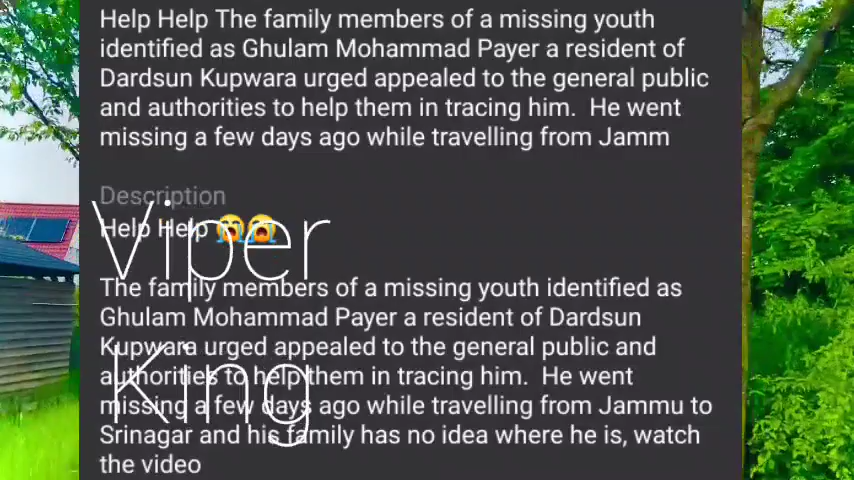 Help Help The family members of a missing youth
identified as Ghulam Mohammad Payer a resident of
Dardsun Kupwara urged appealed to the general public
and authorities to help them in tracing him.  He went
missing a few days ago while travelling from Jamm
Description
Help Help 😭😭
Viper
The family members of a missing youth identified as
Ghulam Mohammad Payer a resident of Dardsun
Kupwara urged appealed to the general public and
King
authorities to help them in tracing him.  He went
missing a few days ago while travelling from Jammu to
Srinagar and his family has no idea where he is, watch
the video